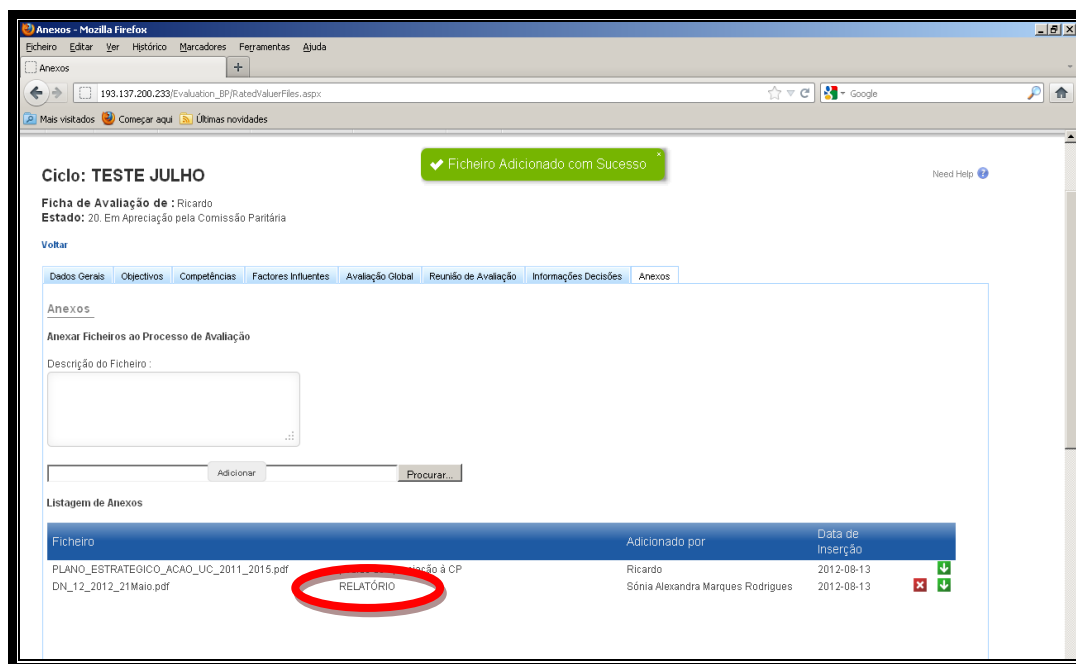 Anexos - Mozilla Firefox
Ficheiro Editar Ver Histórico Marcadores Ferramentas Ajuda
Anexos +
193.137.200.233/Evaluation_BP/RatedValuerFiles.aspx Google
Mais visitados Começar aqui Últimas novidades
Ficheiro Adicionado com Sucesso x
Ciclo: TESTE JULHO Need Help ?
Ficha de Avaliação de : Ricardo
Estado: 20. Em Apreciação pela Comissão Paritária
Voltar
Dados Gerais Objectivos Competências Factores Influentes Avaliação Global Reunião de Avaliação Informações Decisões Anexos
Anexos
Anexar Ficheiros ao Processo de Avaliação
Descrição do Ficheiro :
Adicionar Procurar...
Listagem de Anexos
Ficheiro Adicionado por Data de
Inserção
PLANO_ESTRATEGICO_ACAO_UC_2011_2015.pdf à CP Ricardo 2012-08-13
DN_12_2012_21Maio.pdf RELATÓRIO Sónia Alexandra Marques Rodrigues 2012-08-13